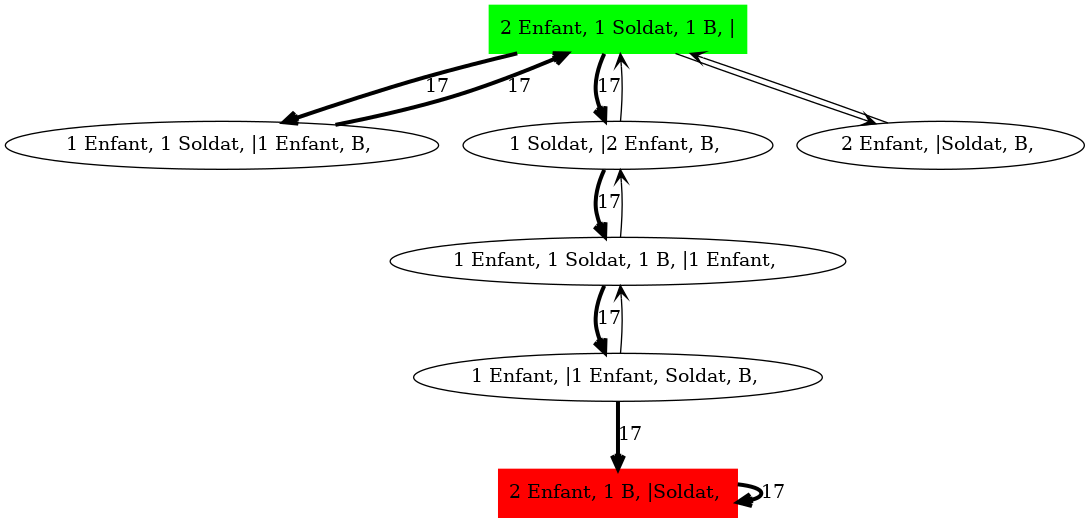 2 Enfant, 1 Soldat, 1 B, |
17
17
17
1 Enfant, 1 Soldat, |1 Enfant, B,
1 Soldat, |2 Enfant, B,
2 Enfant, |Soldat, B,
17
1 Enfant, 1 Soldat, 1 B, |1 Enfant,
17
1 Enfant, |1 Enfant, Soldat, B,
17
2 Enfant, 1 B, |Soldat,
17